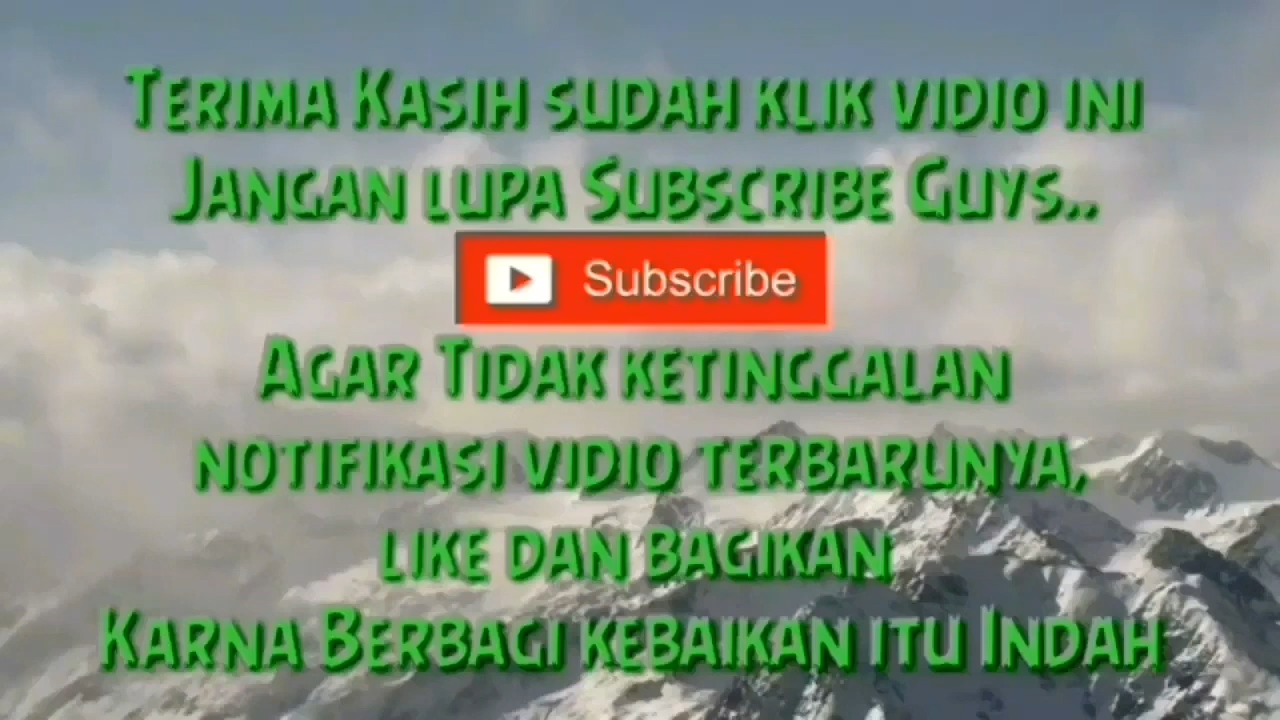 Terima Kasih sudah klik vidio ini
Jangan lupa Subscribe Guys..
Subscribe
Agar Tidak ketinggalan
notifikasi vidio terbarunya,
like dan bagikan
Karna Berbagi kebaikan itu Indah